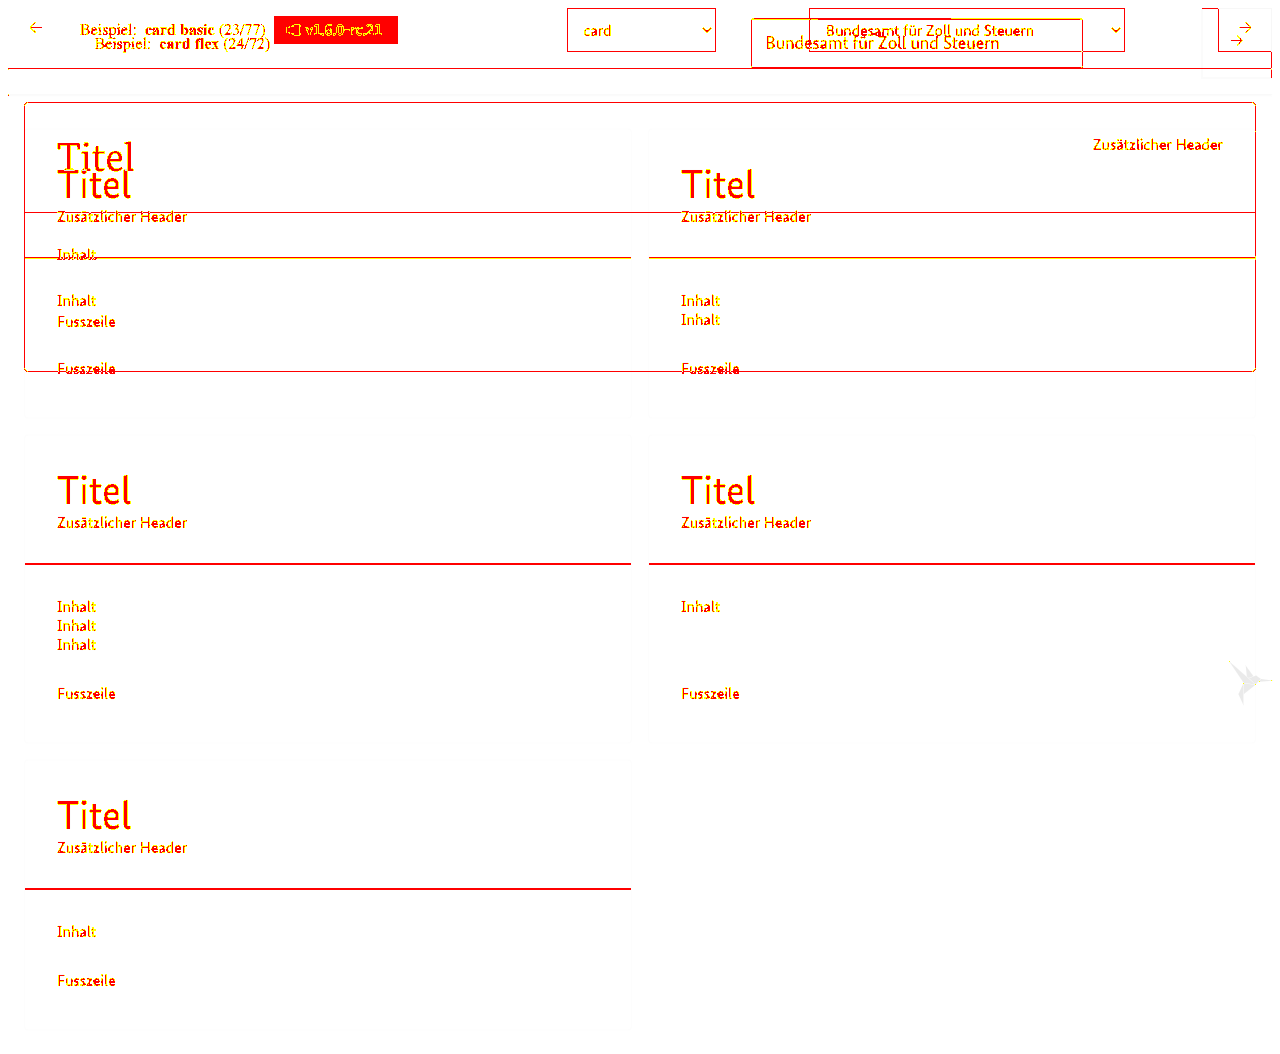 ← Beispiel: card basic (23/77) v1.6.0-rc.21 card Bundesamt für Zoll und Steuern →
Beispiel: card flex (24/72) Bundesamt für Zoll und Steuern →
Zusätzlicher Header
Titel
Titel Titel
Zusätzlicher Header Zusätzlicher Header
Inhalt
Inhalt Inhalt
Fusszeile Inhalt
Fusszeile Fusszeile
Titel Titel
Zusätzlicher Header Zusätzlicher Header
Inhalt Inhalt
Inhalt
Inhalt
Fusszeile Fusszeile
Titel
Zusätzlicher Header
Inhalt
Fusszeile